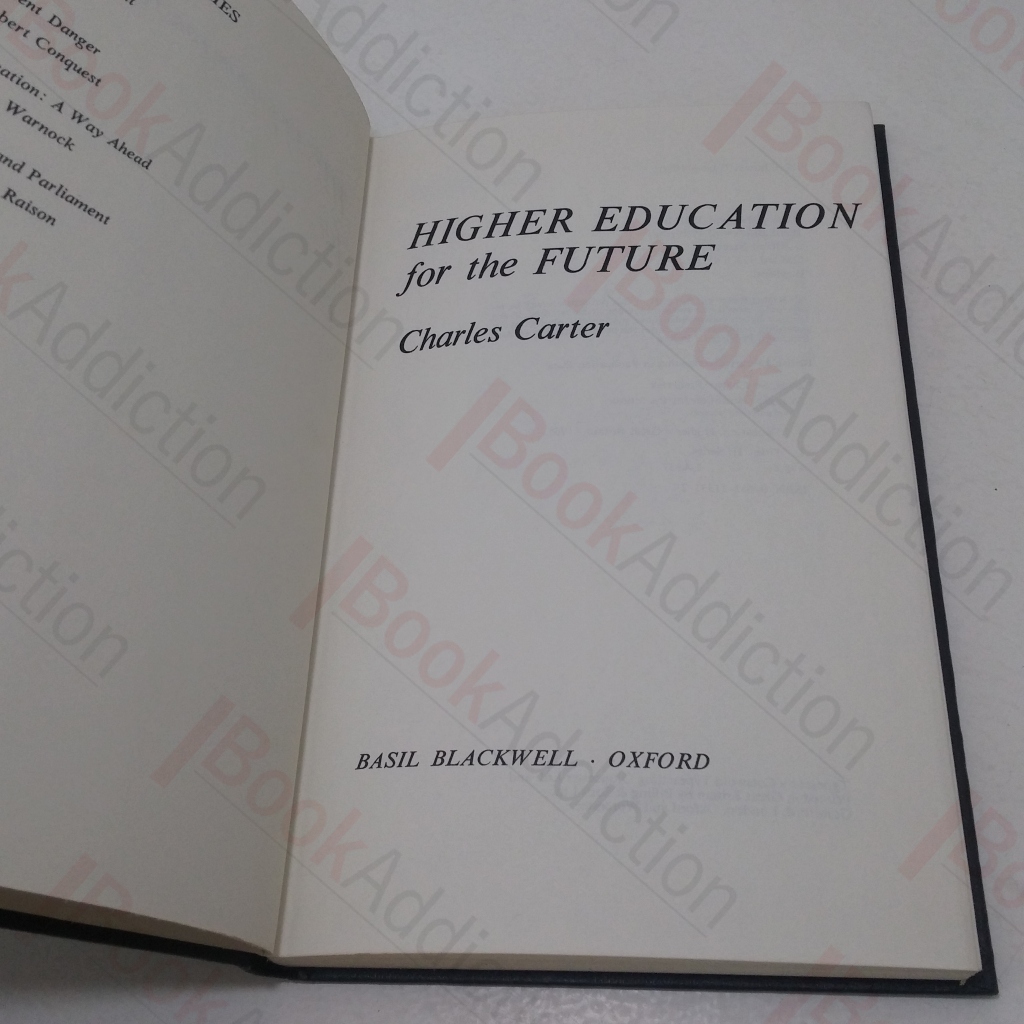 ent Danger
bert Conquest
ation: A Way Ahead
Warnock
and Parliament
Raison
HIGHER EDUCATION
for the FUTURE
Charles Carter
BASIL BLACKWELL · OXFORD
BookAddiction